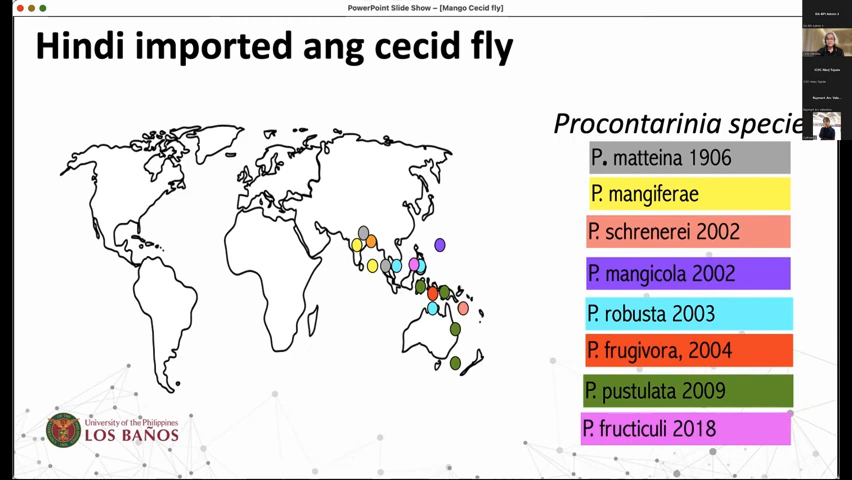 PowerPoint Slide Show – [Mango Cecid fly]
Hindi imported ang cecid fly
Procontarinia specie
P. matteina 1906
P. mangiferae
P. schrenerei 2002
P. mangicola 2002
P. robusta 2003
P. frugivora, 2004
P. pustulata 2009
P. fructiculi 2018
University of the Philippines
LOS BAÑOS